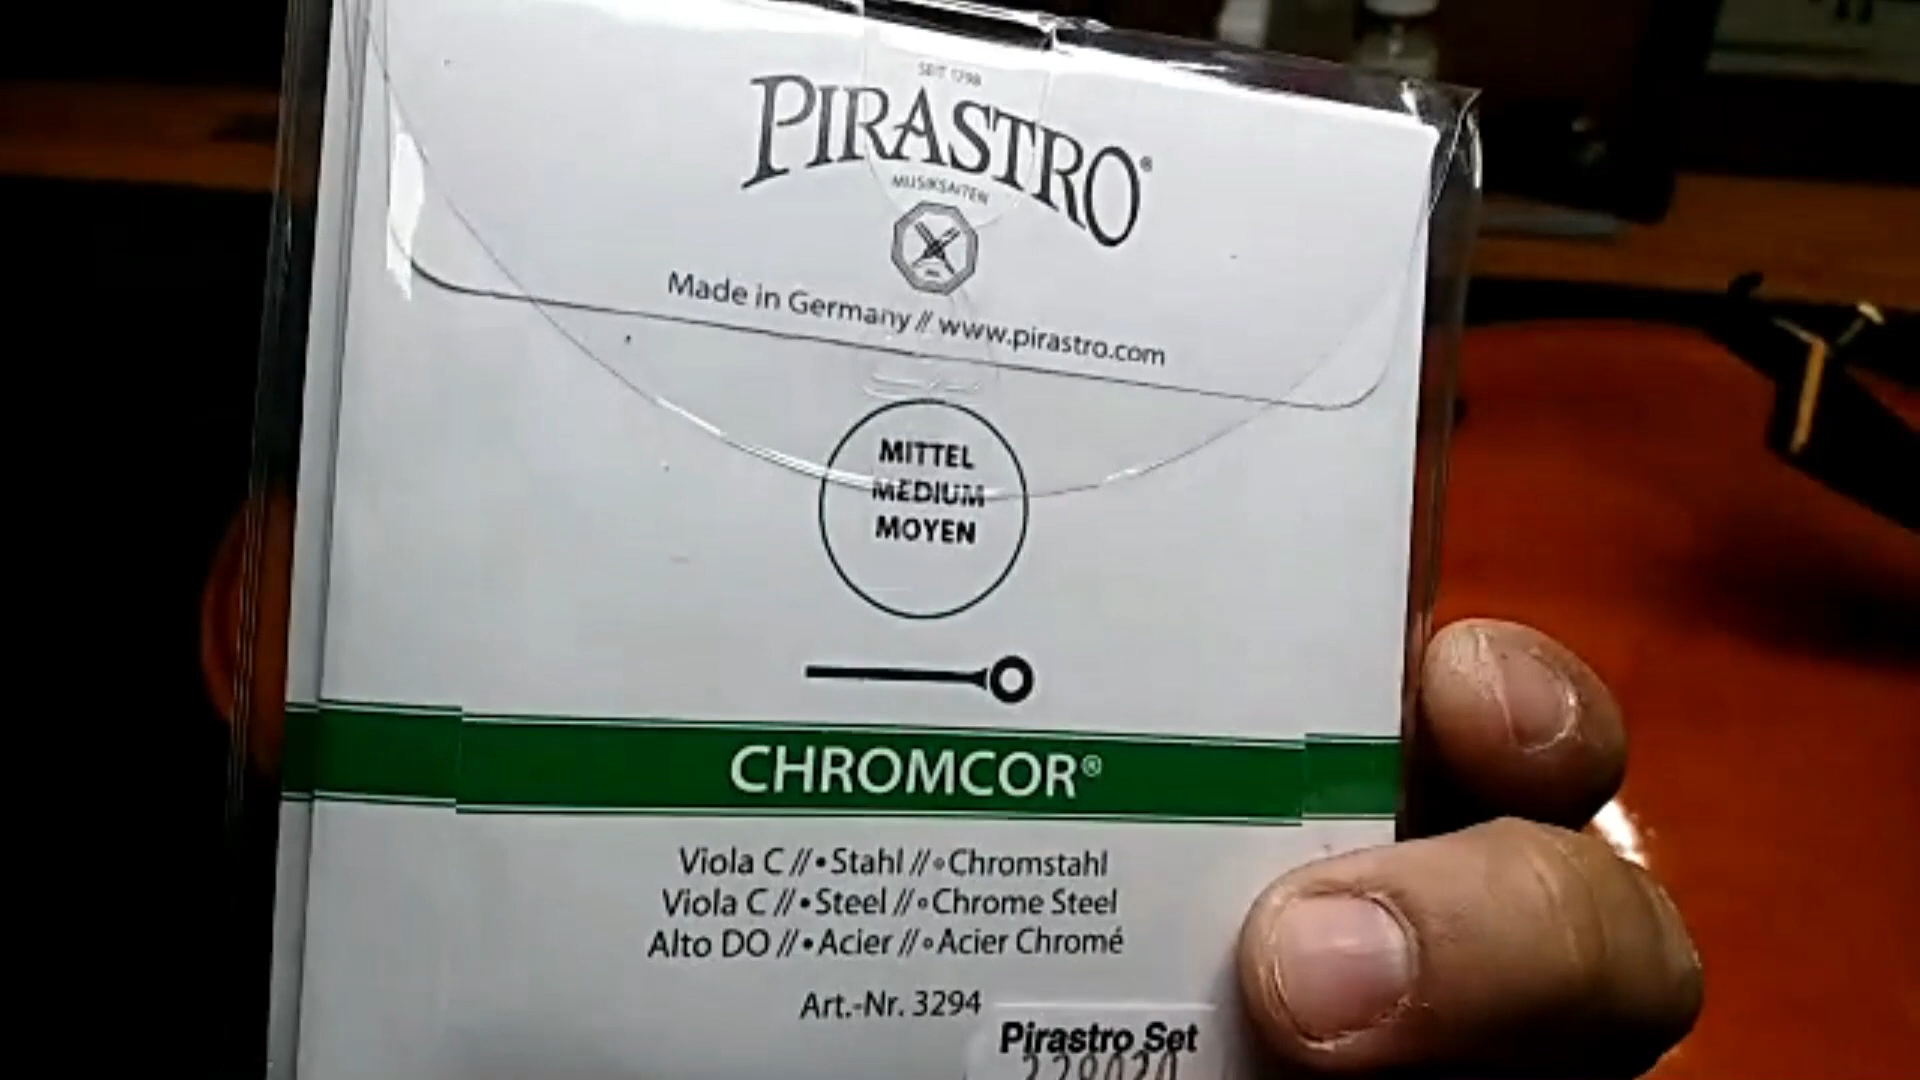 SEIT 1798
PIRASTRO®
MUSIKSAITEN
Made in Germany // www.pirastro.com
MITTEL
MEDIUM
MOYEN
CHROMCOR®
Viola C // • Stahl // ∘ Chromstahl
Viola C // • Steel // ∘ Chrome Steel
Alto DO // • Acier // ∘ Acier Chromé
Art.-Nr. 3294
Pirastro Set